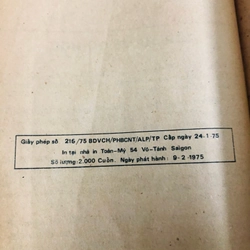 Giấy phép số 216/75 BDVCH/PHBCNT/ALP/TP Cấp ngày 24-1-75
In tại nhà in Toàn-Mỹ 54 Võ-Tánh Saigon
Số lượng: 2.000 Cuốn. Ngày phát hành: 9-2-1975